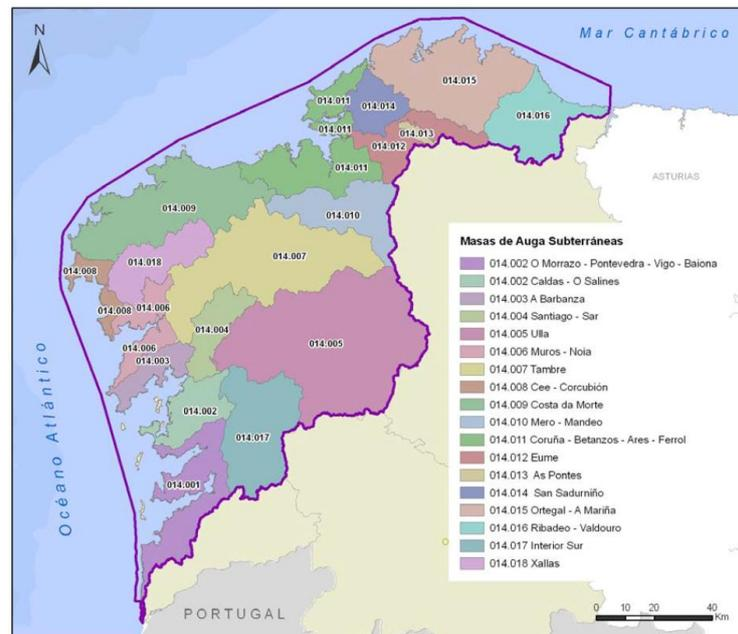 N
Mar Cantábrico
014.015
014.011
014.014
014.016
014.011
014.013
014.012
014.011
ASTURIAS
014.009
014.010
014.018
014.007
014.008
014.008
014.006
014.004
014.006
014.003
014.005
014.002
014.017
014.001
Océano Atlántico
PORTUGAL
Masas de Auga Subterráneas
014.002 O Morrazo - Pontevedra - Vigo - Baiona
014.002 Caldas - O Salines
014.003 A Barbanza
014.004 Santiago - Sar
014.005 Ulla
014.006 Muros - Noia
014.007 Tambre
014.008 Cee - Corcubión
014.009 Costa da Morte
014.010 Mero - Mandeo
014.011 Coruña - Betanzos - Ares - Ferrol
014.012 Eume
014.013 As Pontes
014.014 San Sadurniño
014.015 Ortegal - A Mariña
014.016 Ribadeo - Valdouro
014.017 Interior Sur
014.018 Xallas
0 10 20 40
Km